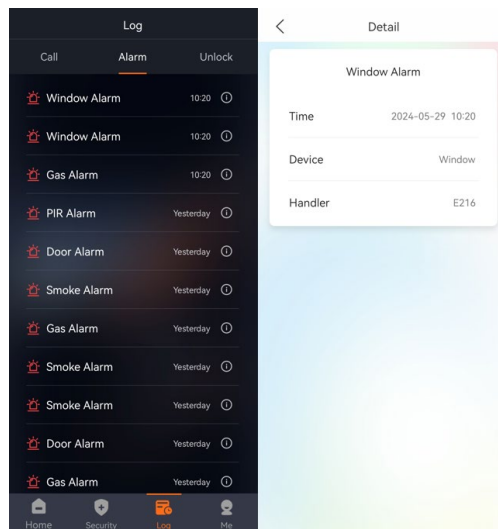 Log
Call Alarm Unlock
Window Alarm 10:20
Window Alarm 10:20
Gas Alarm 10:20
PIR Alarm Yesterday
Door Alarm Yesterday
Smoke Alarm Yesterday
Gas Alarm Yesterday
Smoke Alarm Yesterday
Smoke Alarm Yesterday
Door Alarm Yesterday
Gas Alarm Yesterday
Home Security Log Me
Detail
Window Alarm
Time 2024-05-29 10:20
Device Window
Handler E216